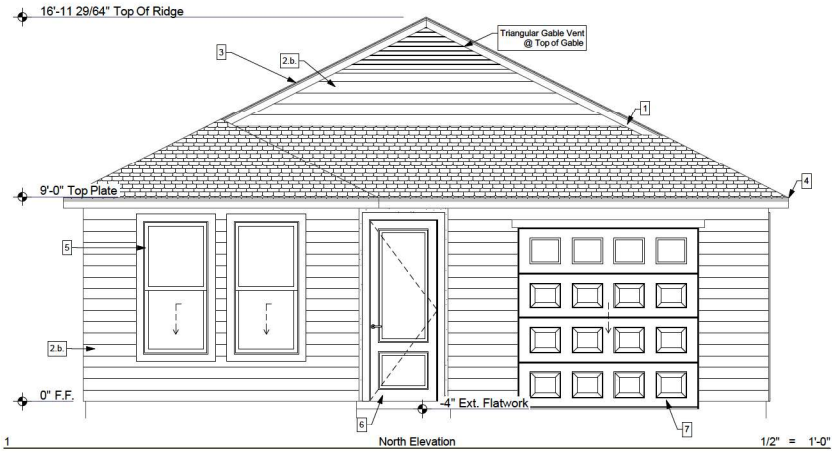 16'-11 29/64" Top Of Ridge
Triangular Gable Vent
@ Top of Gable
3
2.b.
1
4
9'-0" Top Plate
5
2.b.
0" F.F.
-4" Ext. Flatwork
6
7
1
North Elevation
1/2" = 1'-0"